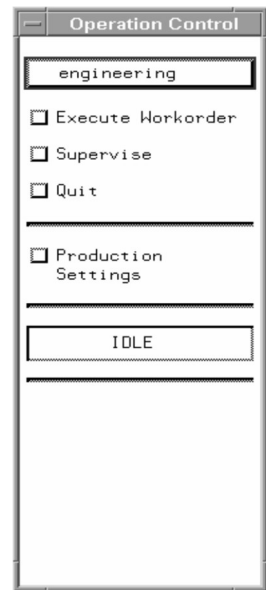 Operation Control
engineering
Execute Workorder
Supervise
Quit
Production
Settings
IDLE